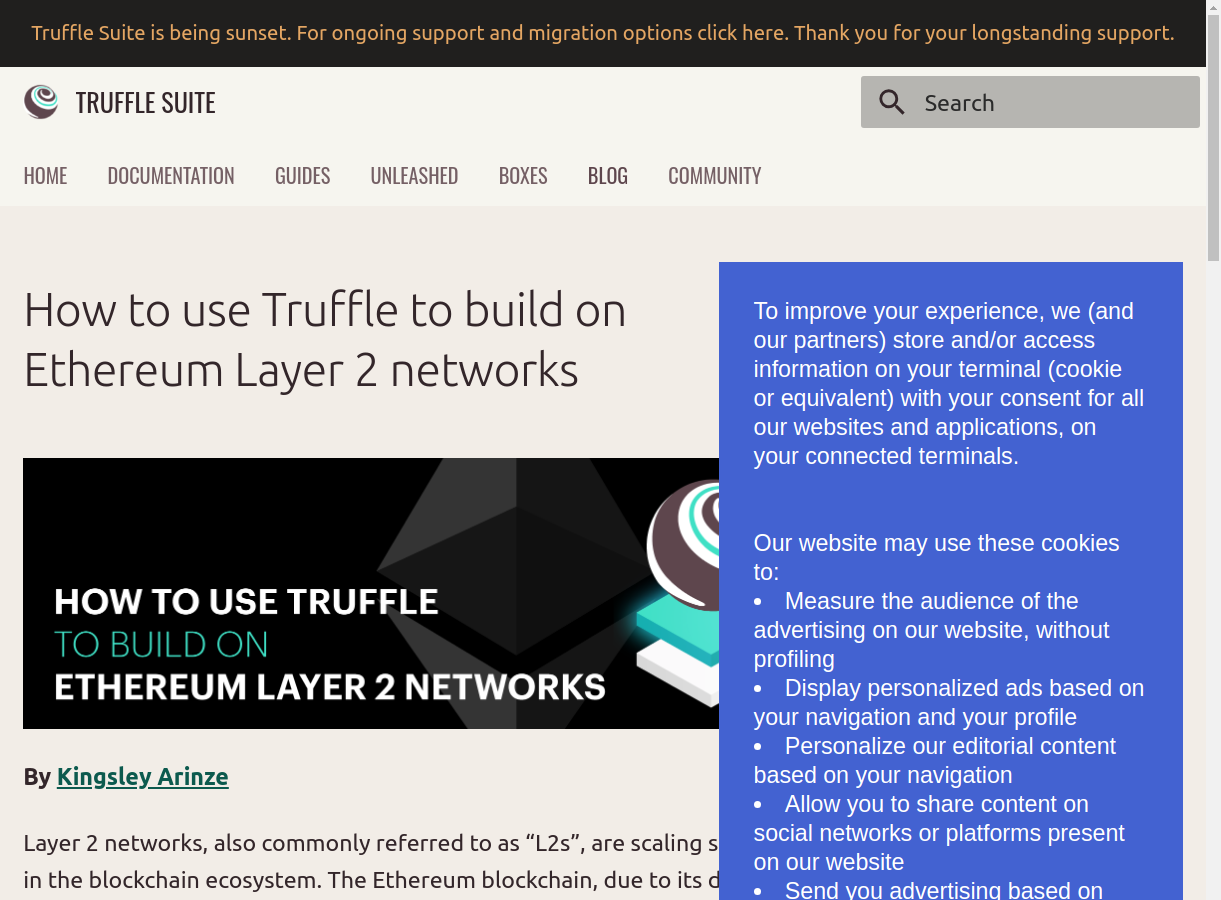 Truffle Suite is being sunset. For ongoing support and migration options click here. Thank you for your longstanding support.
TRUFFLE SUITE
Search
HOME DOCUMENTATION GUIDES UNLEASHED BOXES BLOG COMMUNITY
How to use Truffle to build on
Ethereum Layer 2 networks
HOW TO USE TRUFFLE
TO BUILD ON
ETHEREUM LAYER 2 NETWORKS
By Kingsley Arinze
Layer 2 networks, also commonly referred to as “L2s”, are scaling
in the blockchain ecosystem. The Ethereum blockchain, due to its
To improve your experience, we (and
our partners) store and/or access
information on your terminal (cookie
or equivalent) with your consent for all
our websites and applications, on
your connected terminals.
Our website may use these cookies
to:
• Measure the audience of the
advertising on our website, without
profiling
• Display personalized ads based on
your navigation and your profile
• Personalize our editorial content
based on your navigation
• Allow you to share content on
social networks or platforms present
on our website
• Send you advertising based on